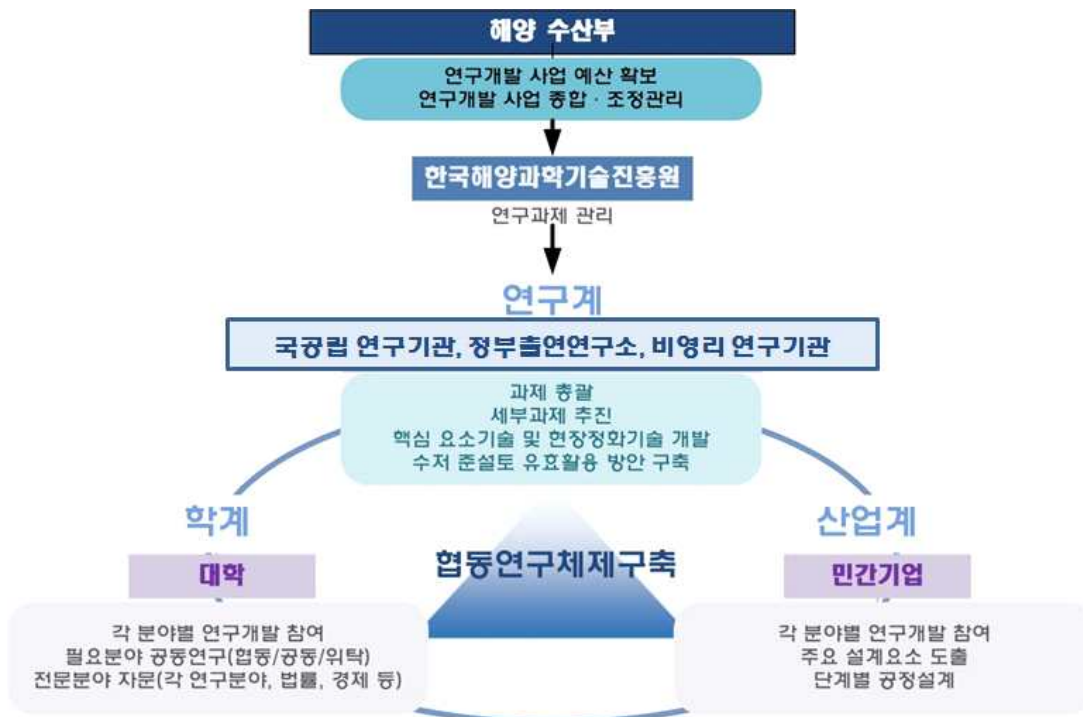 해양 수산부
연구개발 사업 예산 확보
연구개발 사업 종합 · 조정관리
한국해양과학기술진흥원
연구과제 관리
연구계
국공립 연구기관, 정부출연연구소, 비영리 연구기관
과제 총괄
세부과제 추진
핵심 요소기술 및 현장정화기술 개발
수저 준설토 유효활용 방안 구축
학계
대학
각 분야별 연구개발 참여
필요분야 공동연구(협동/공동/위탁)
전문분야 자문(각 연구분야, 법률, 경제 등)
협동연구체제구축
산업계
민간기업
각 분야별 연구개발 참여
주요 설계요소 도출
단계별 공정설계